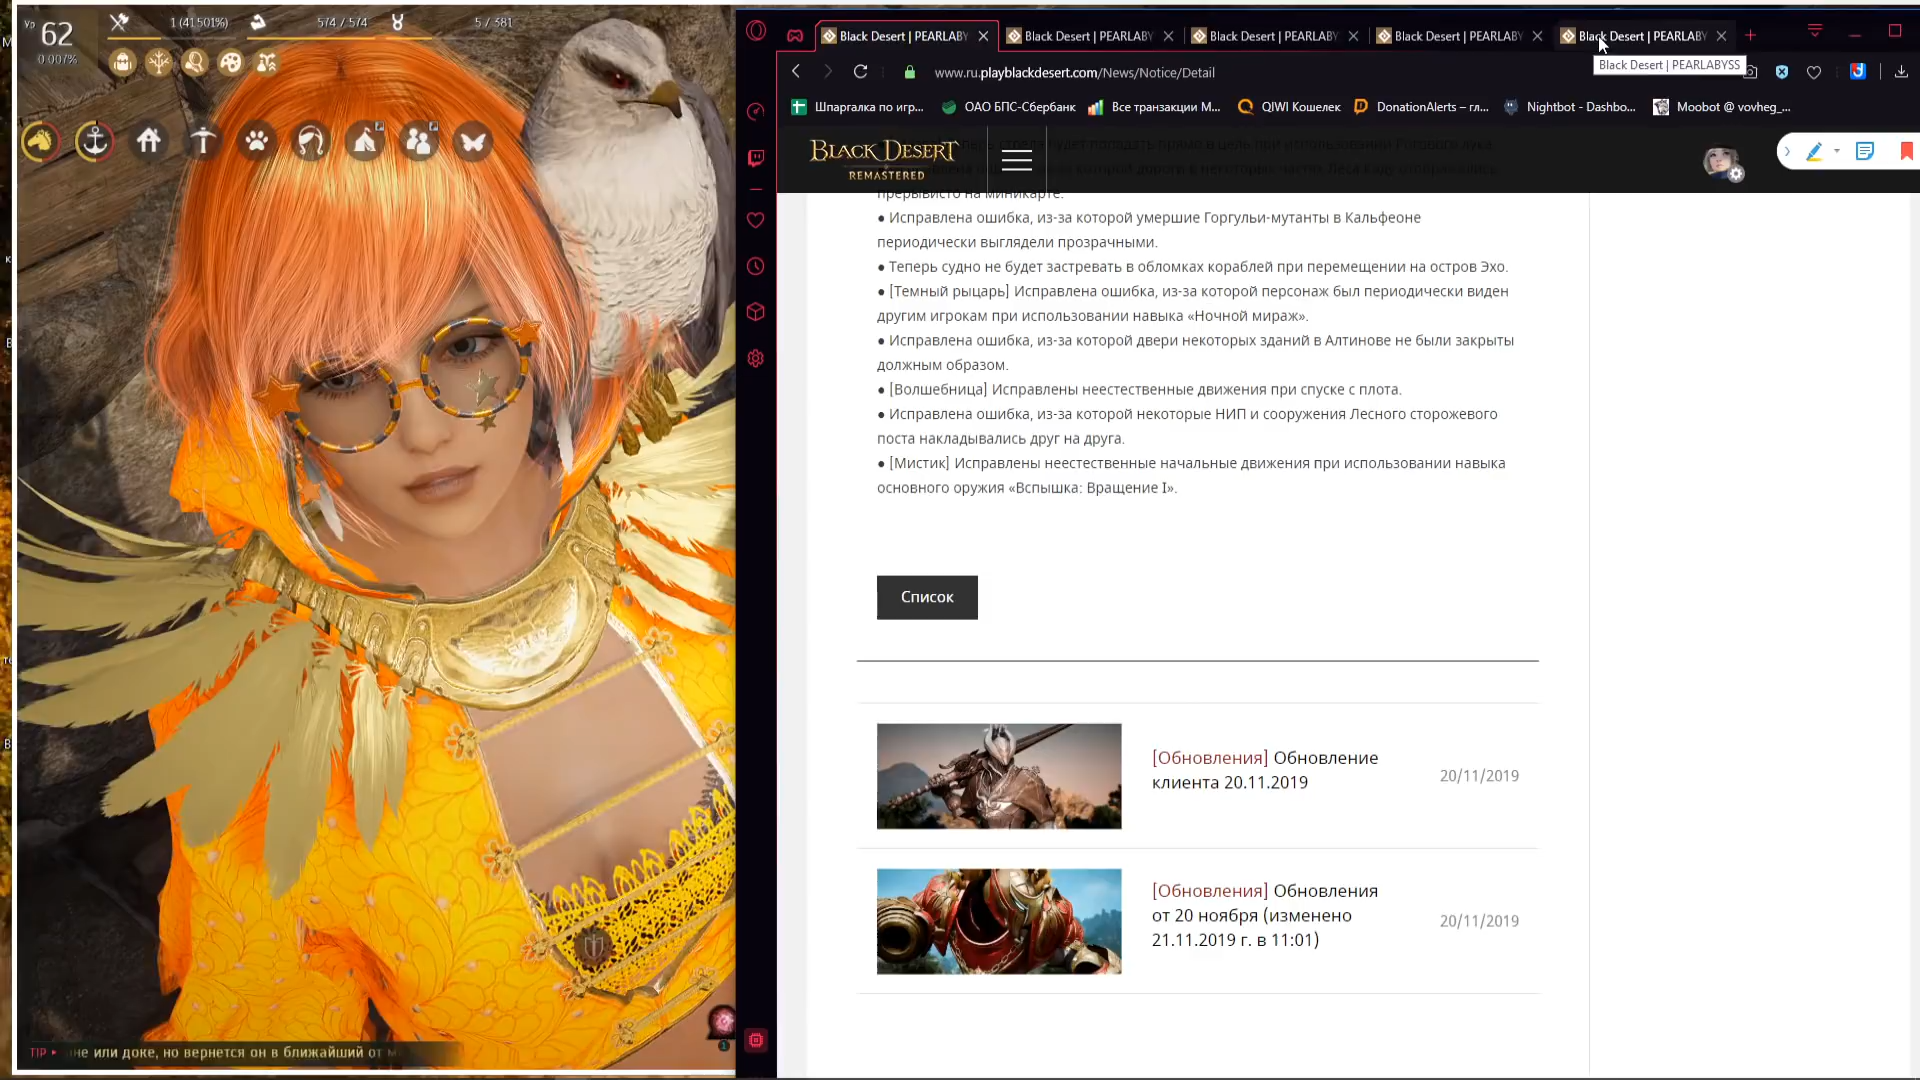 Ур 62
0.007%
1 (41.501%)
574 / 574
5 / 381
Black Desert | PEARLABY
Black Desert | PEARLABY
Black Desert | PEARLABY
Black Desert | PEARLABY
Black Desert | PEARLABY
Black Desert | PEARLABYSS
www.ru.playblackdesert.com/News/Notice/Detail
Шпаргалка по игр...
ОАО БПС-Сбербанк
Все транзакции М...
QIWI Кошелек
DonationAlerts – гл...
Nightbot - Dashbo...
Moobot @ vovheg_...
BLACK DESERT
REMASTERED
прерывисто на миникарте.
● Исправлена ошибка, из-за которой умершие Горгульи-мутанты в Кальфеоне
периодически выглядели прозрачными.
● Теперь судно не будет застревать в обломках кораблей при перемещении на остров Эхо.
● [Темный рыцарь] Исправлена ошибка, из-за которой персонаж был периодически виден
другим игрокам при использовании навыка «Ночной мираж».
● Исправлена ошибка, из-за которой двери некоторых зданий в Алтинове не были закрыты
должным образом.
● [Волшебница] Исправлены неестественные движения при спуске с плота.
● Исправлена ошибка, из-за которой некоторые НИП и сооружения Лесного сторожевого
поста накладывались друг на друга.
● [Мистик] Исправлены неестественные начальные движения при использовании навыка
основного оружия «Вспышка: Вращение I».
Список
[Обновления] Обновление
клиента 20.11.2019
20/11/2019
[Обновления] Обновления
от 20 ноября (изменено
21.11.2019 г. в 11:01)
20/11/2019
TIP
не или доке, но вернется он в ближайший от
1